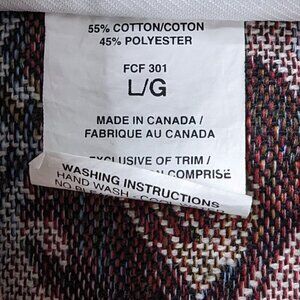 55% COTTON/COTON
45% POLYESTER
FCF 301
L/G
MADE IN CANADA /
FABRIQUE AU CANADA
EXCLUSIVE OF TRIM /
COMPRISE
WASHING INSTRUCTIONS
HAND WASH
NO